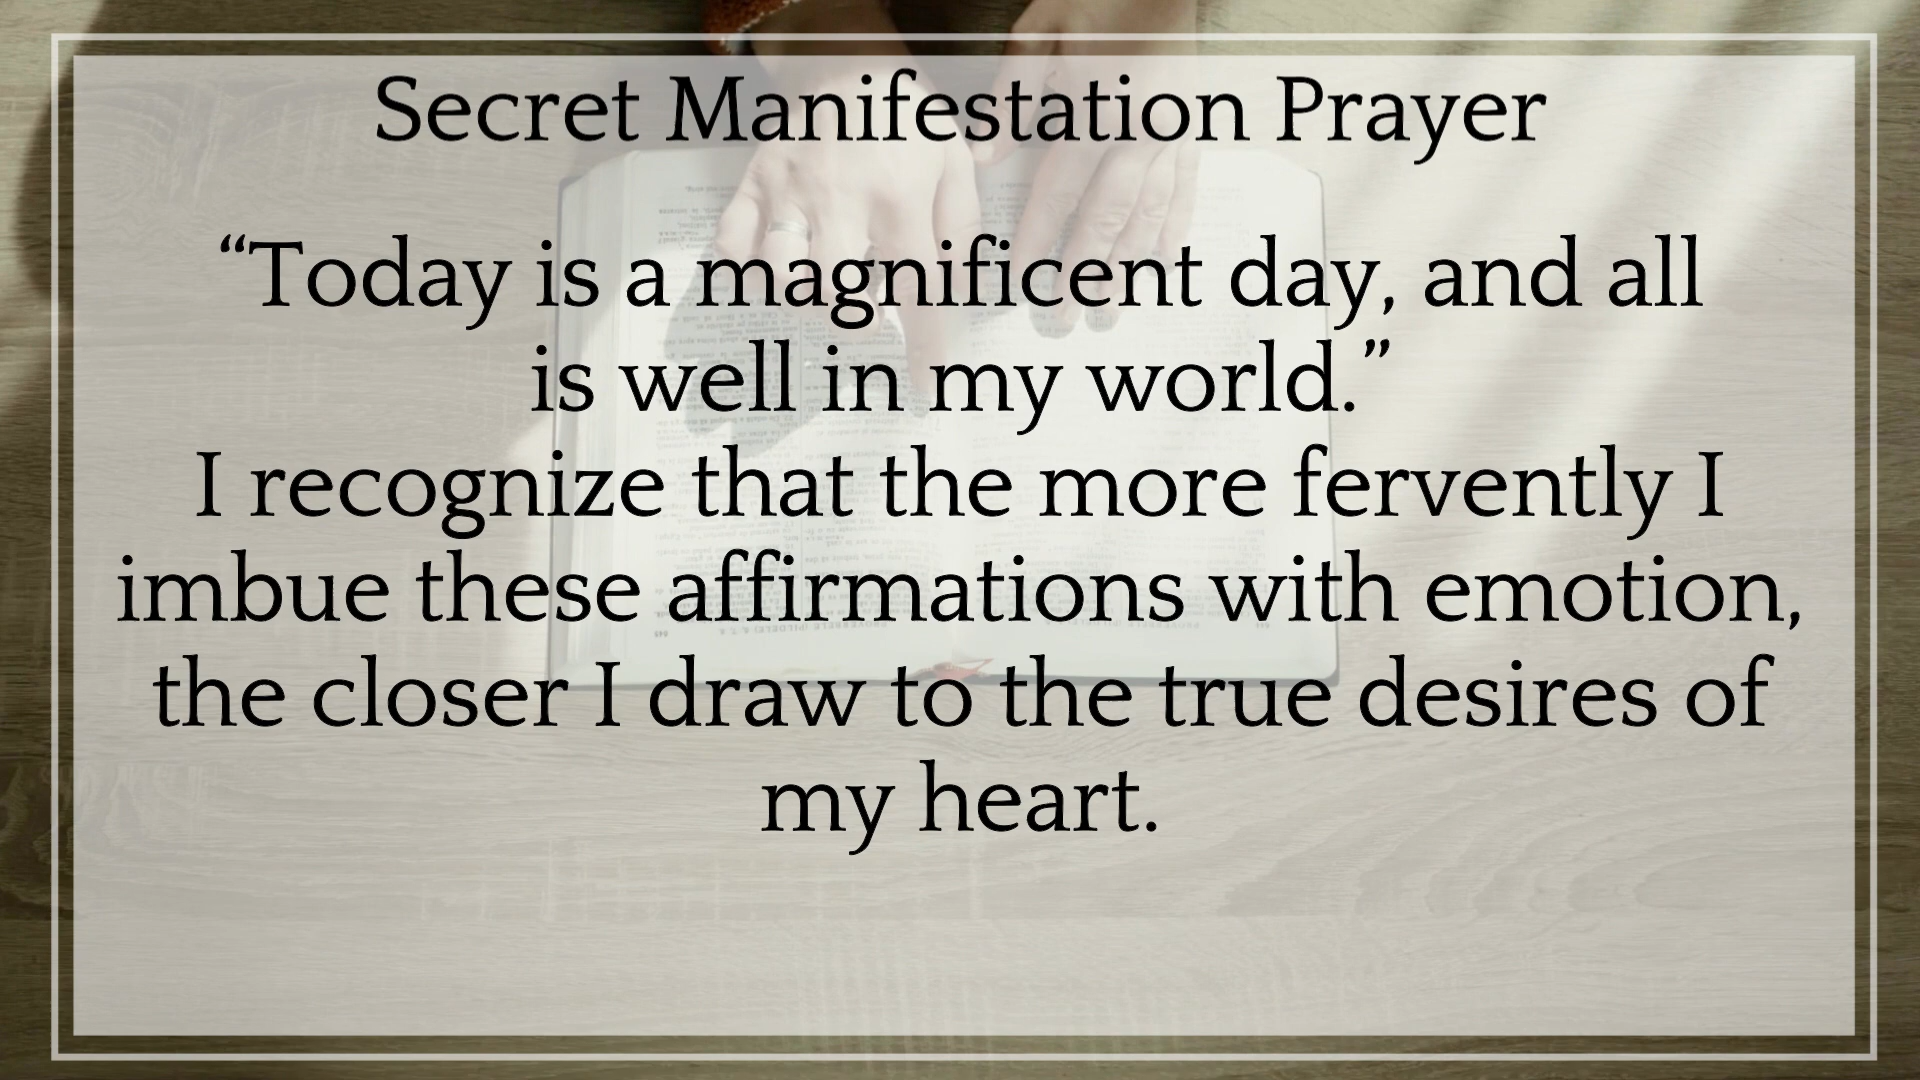 Secret Manifestation Prayer
“Today is a magnificent day, and all
is well in my world.”
I recognize that the more fervently I
imbue these affirmations with emotion,
the closer I draw to the true desires of
my heart.